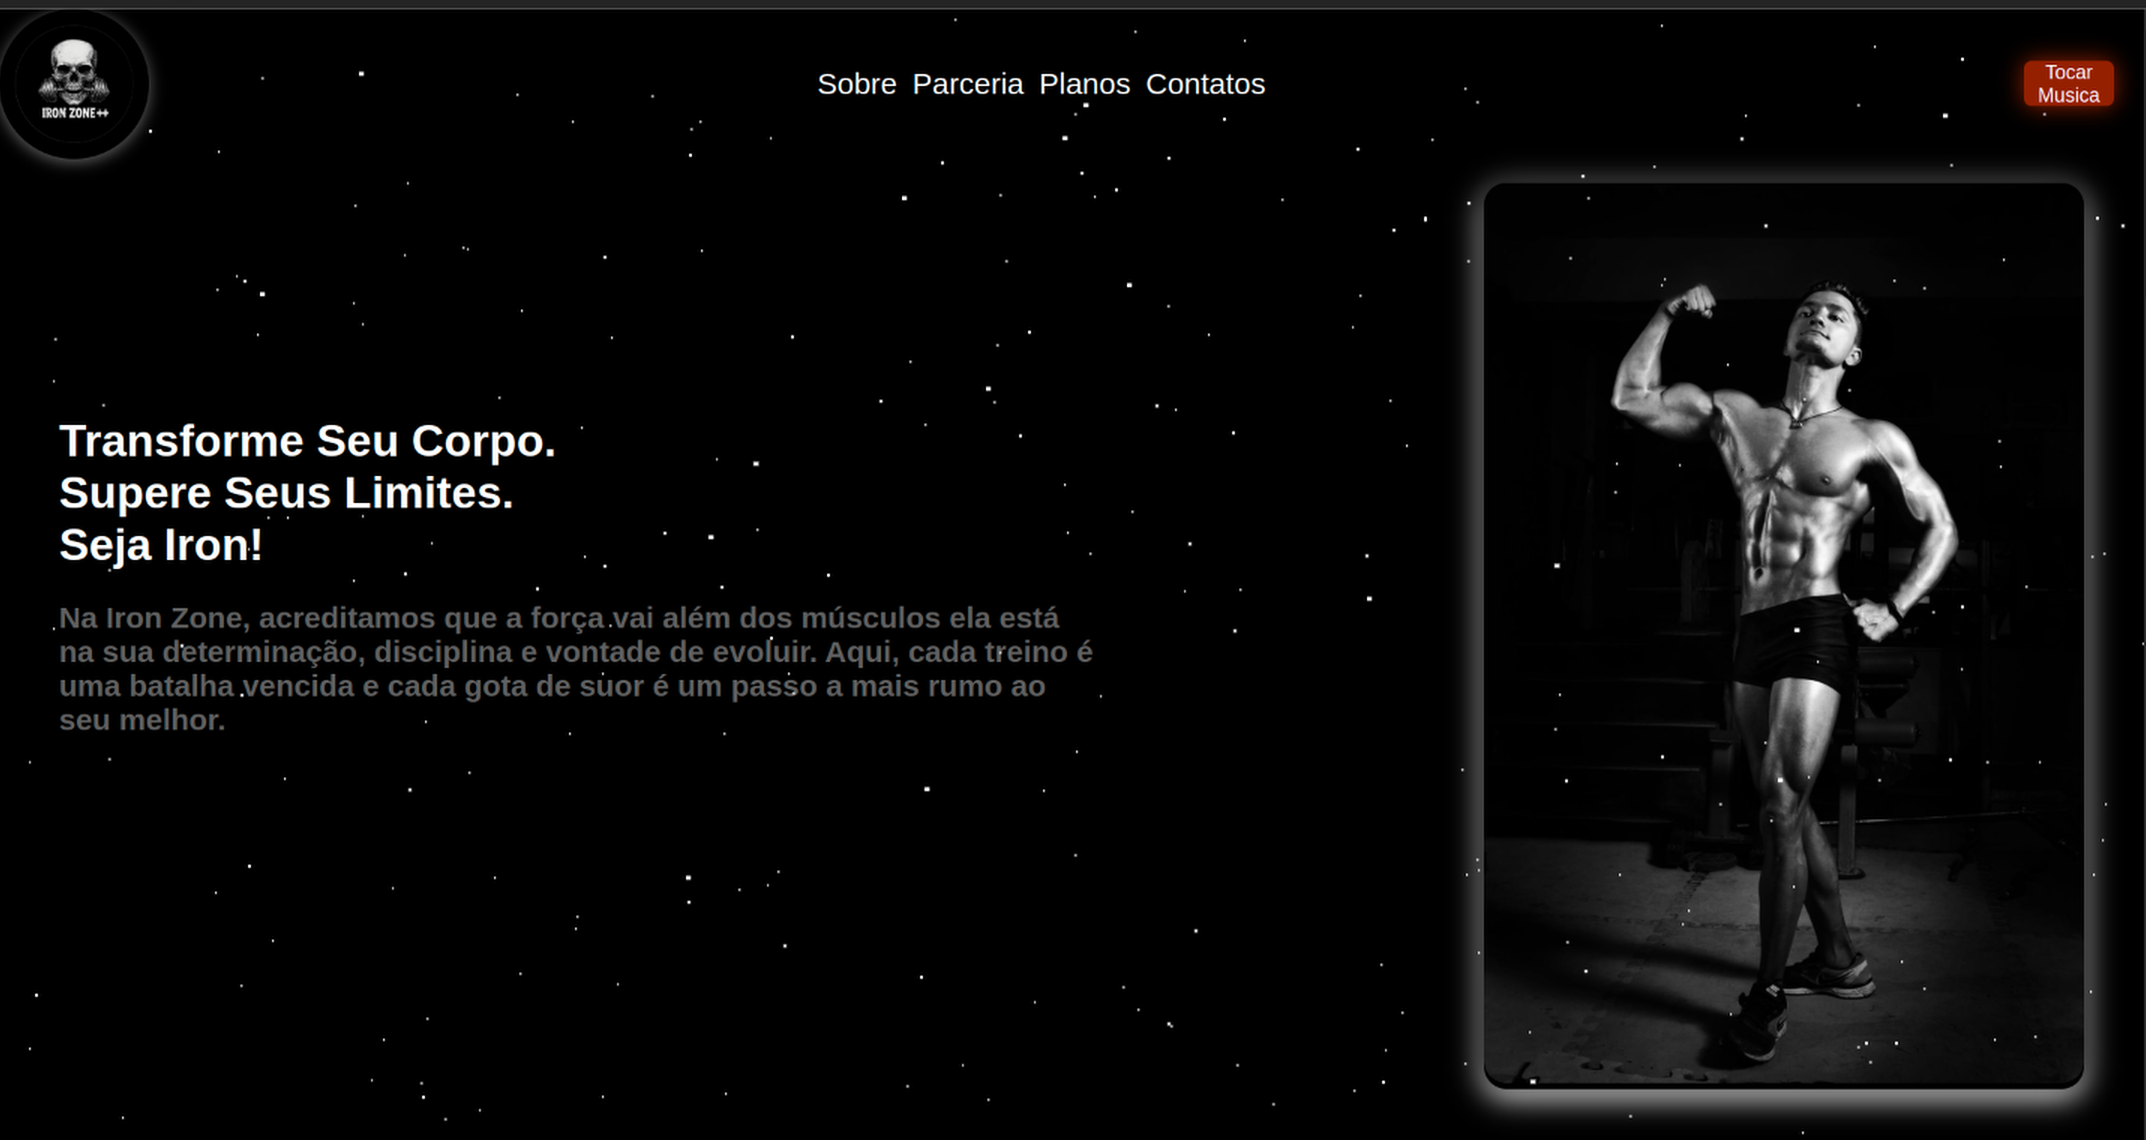 IRON ZONE++
Sobre Parceria Planos Contatos
Tocar
Musica
Transforme Seu Corpo.
Supere Seus Limites.
Seja Iron!
Na Iron Zone, acreditamos que a força vai além dos músculos ela está
na sua determinação, disciplina e vontade de evoluir. Aqui, cada treino é
uma batalha vencida e cada gota de suor é um passo a mais rumo ao
seu melhor.